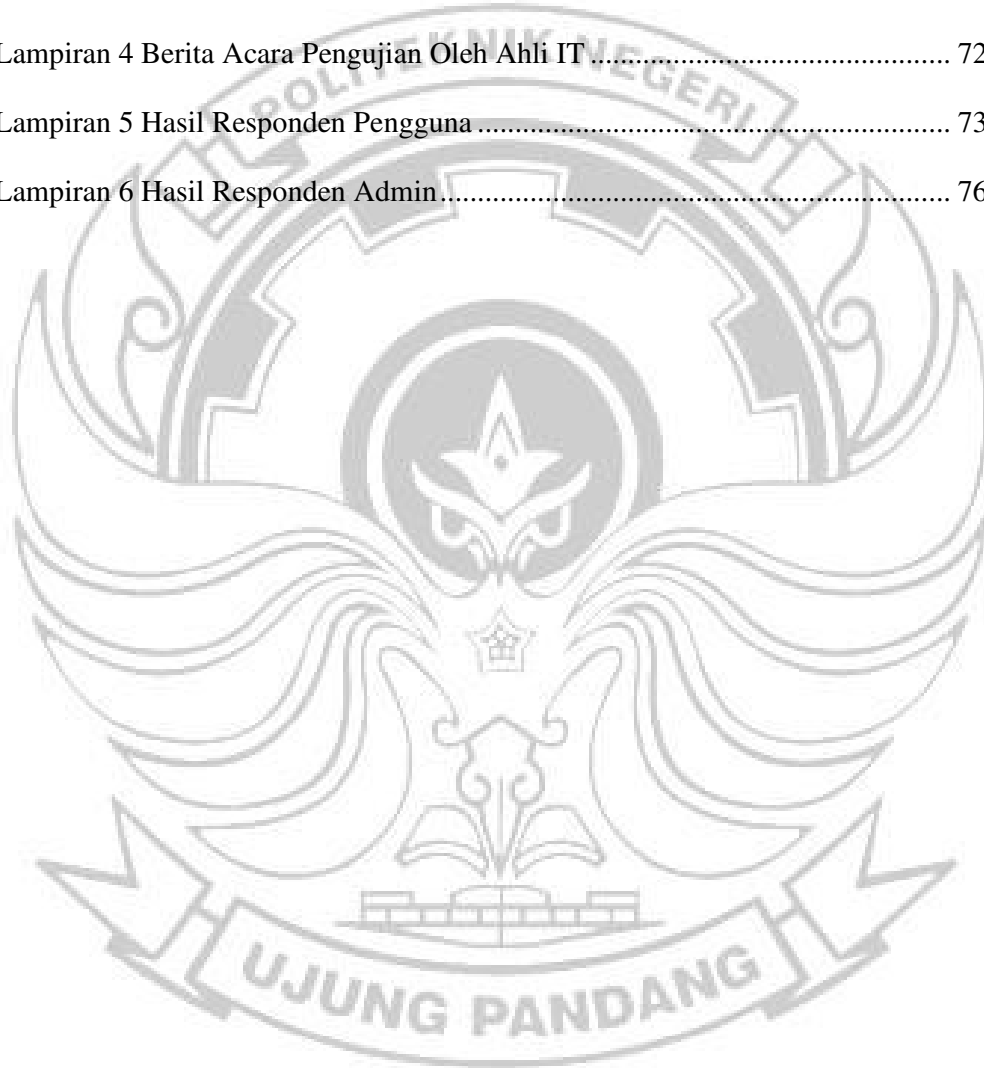 Lampiran 4 Berita Acara Pengujian Oleh Ahli IT ............................................. 72
Lampiran 5 Hasil Responden Pengguna ............................................................ 73
Lampiran 6 Hasil Responden Admin ................................................................. 76
POLITEKNIK NEGERI
UJUNG PANDANG